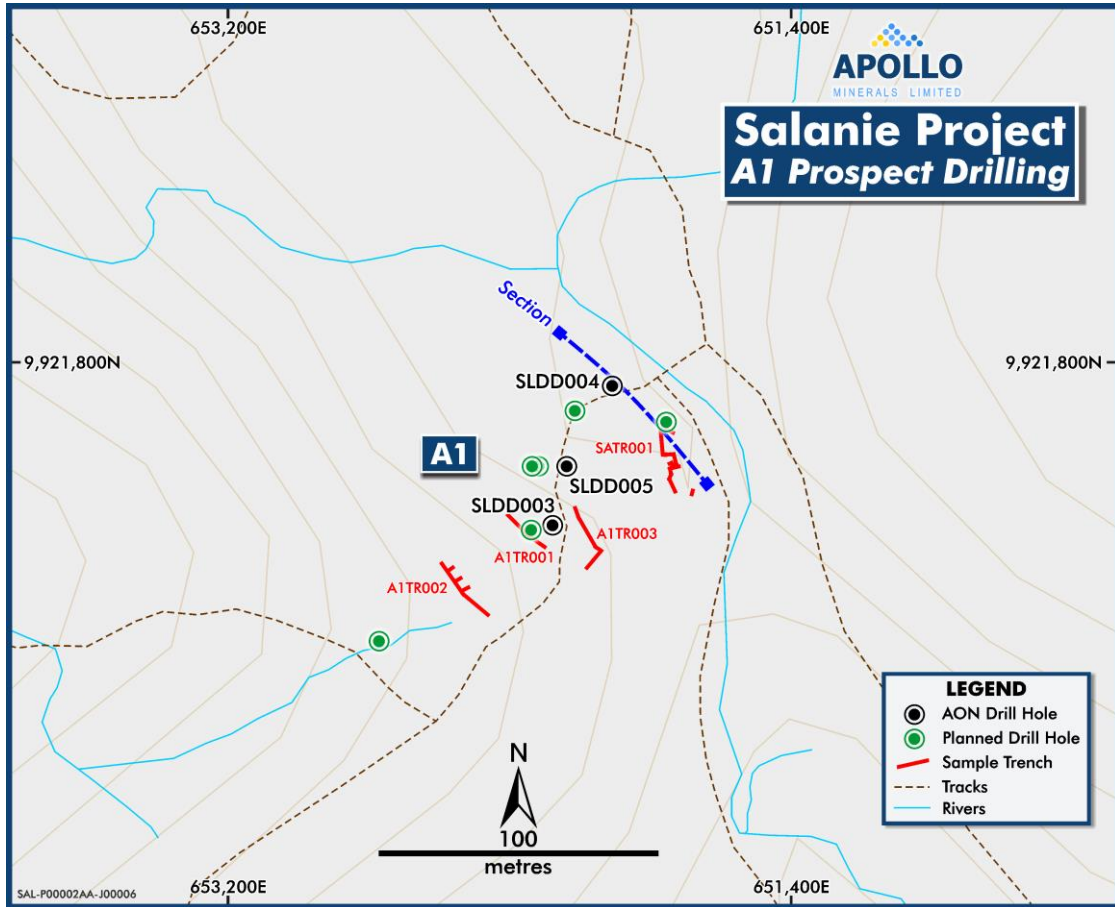 653,200E
651,400E
APOLLO
MINERALS LIMITED
Salanie Project
A1 Prospect Drilling
Section
9,921,800N
9,921,800N
SLDD004
A1
SATR001
SLDD005
SLDD003
A1TR003
A1TR001
A1TR002
LEGEND
AON Drill Hole
Planned Drill Hole
Sample Trench
Tracks
Rivers
N
100
metres
SAL-P00002AA-J00006
653,200E
651,400E